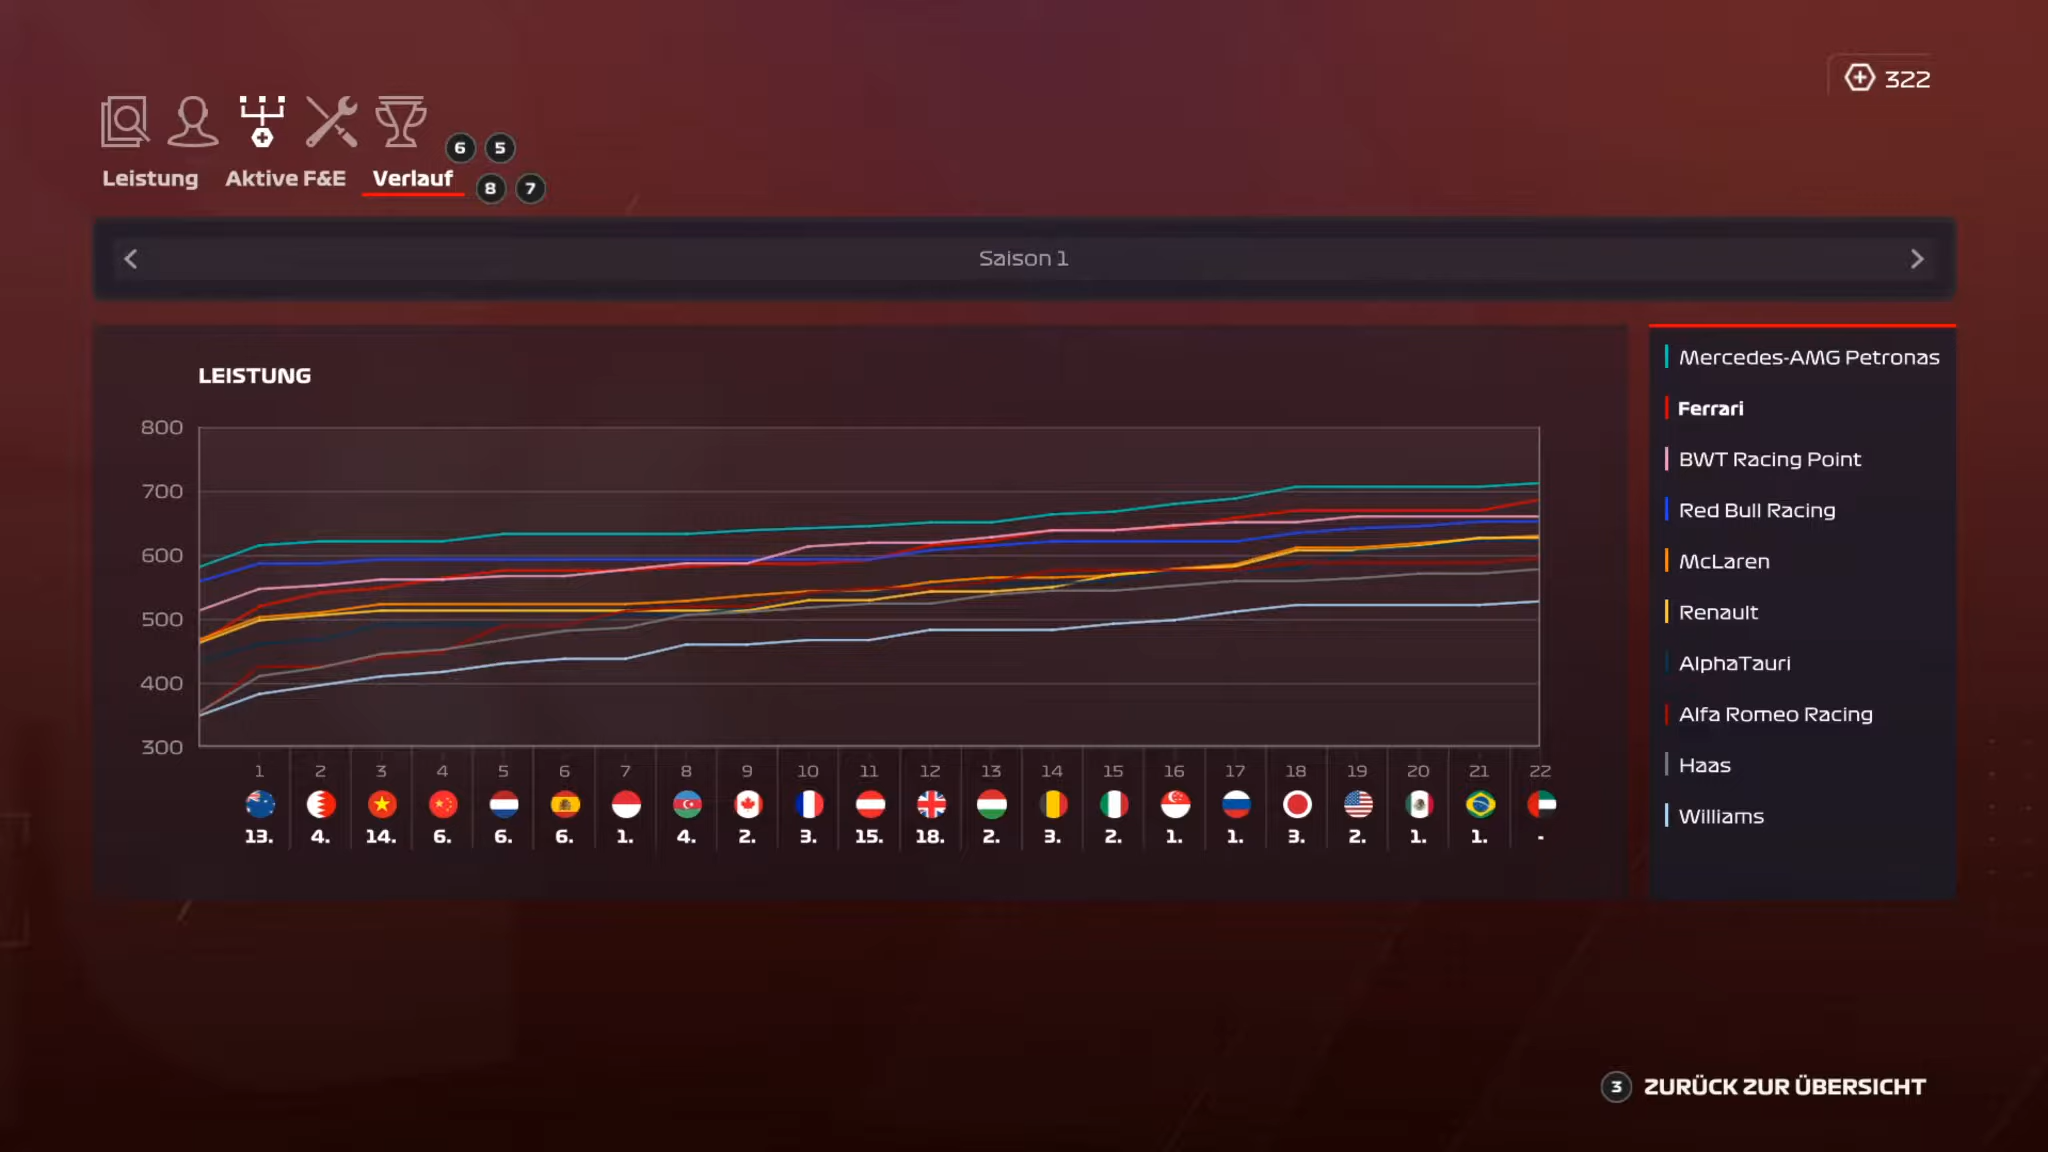 322
6 5
Leistung Aktive F&E Verlauf 8 7
Saison 1
LEISTUNG
800
700
600
500
400
300
1 2 3 4 5 6 7 8 9 10 11 12 13 14 15 16 17 18 19 20 21 22
13. 4. 14. 6. 6. 6. 1. 4. 2. 3. 15. 18. 2. 3. 2. 1. 1. 3. 2. 1. 1. -
Mercedes-AMG Petronas
Ferrari
BWT Racing Point
Red Bull Racing
McLaren
Renault
AlphaTauri
Alfa Romeo Racing
Haas
Williams
3 ZURÜCK ZUR ÜBERSICHT